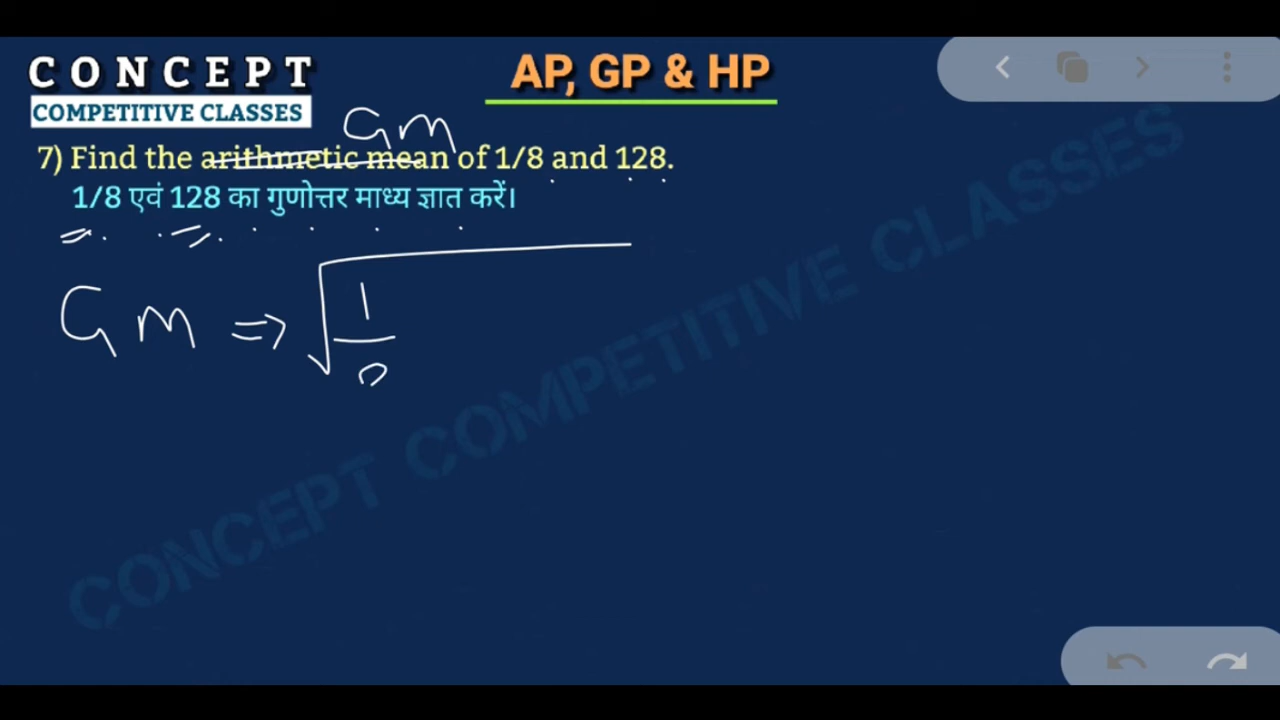 CONCEPT
COMPETITIVE CLASSES
AP, GP & HP
GM
7) Find the arithmetic mean of 1/8 and 128.
1/8 एवं 128 का गुणोत्तर माध्य ज्ञात करें।
GM => √1/8
CONCEPT COMPETITIVE CLASSES